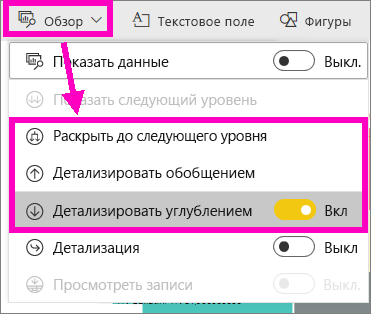 Обзор Текстовое поле Фигуры
Показать данные Выкл.
Показать следующий уровень
Раскрыть до следующего уровня
Детализировать обобщением
Детализировать углублением Вкл
Детализация Выкл
Просмотреть записи Выкл.